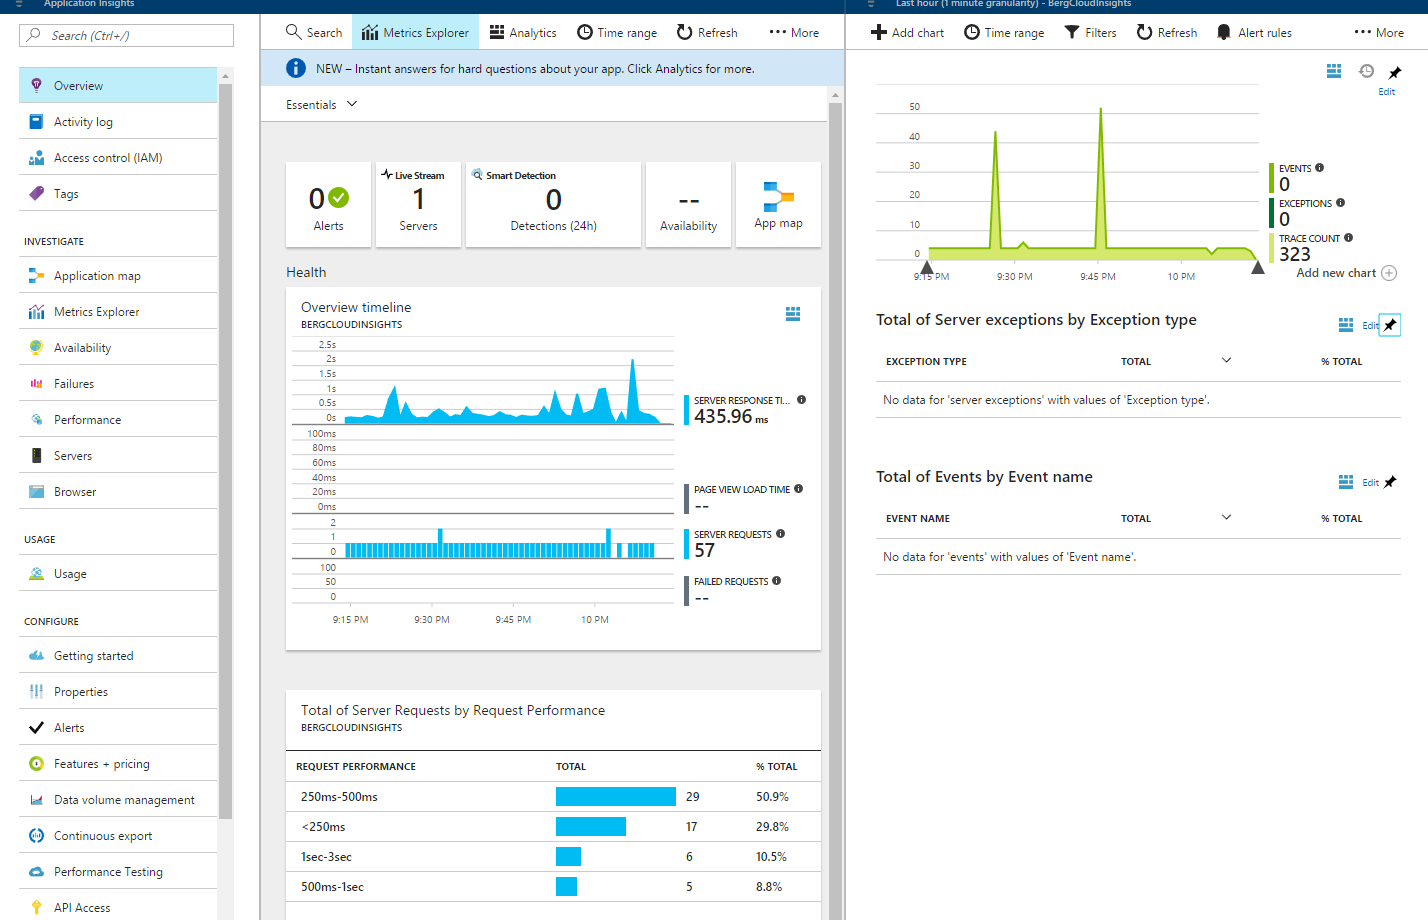 Application Insights
Search (Ctrl+/)
Overview
Activity log
Access control (IAM)
Tags
INVESTIGATE
Application map
Metrics Explorer
Availability
Failures
Performance
Servers
Browser
USAGE
Usage
CONFIGURE
Getting started
Properties
Alerts
Features + pricing
Data volume management
Continuous export
Performance Testing
API Access
Search
Metrics Explorer
Analytics
Time range
Refresh
More
NEW – Instant answers for hard questions about your app. Click Analytics for more.
Essentials
0
Alerts
Live Stream
1
Servers
Smart Detection
0
Detections (24h)
--
Availability
App map
Health
Overview timeline
BERGCLOUDINSIGHTS
2.5s
2s
1.5s
1s
0.5s
0s
SERVER RESPONSE TI...
435.96 ms
100ms
80ms
60ms
40ms
20ms
0ms
PAGE VIEW LOAD TIME
--
2
1
0
SERVER REQUESTS
57
100
50
0
FAILED REQUESTS
--
9:15 PM 9:30 PM 9:45 PM 10 PM
Total of Server Requests by Request Performance
BERGCLOUDINSIGHTS
REQUEST PERFORMANCE TOTAL % TOTAL
250ms-500ms 29 50.9%
<250ms 17 29.8%
1sec-3sec 6 10.5%
500ms-1sec 5 8.8%
Last hour (1 minute granularity) - BergCloudInsights
Add chart
Time range
Filters
Refresh
Alert rules
More
Edit
50
40
30
20
10
0
9:15 PM 9:30 PM 9:45 PM 10 PM
EVENTS
0
EXCEPTIONS
0
TRACE COUNT
323
Add new chart
Total of Server exceptions by Exception type
Edit
EXCEPTION TYPE TOTAL % TOTAL
No data for 'server exceptions' with values of 'Exception type'.
Total of Events by Event name
Edit
EVENT NAME TOTAL % TOTAL
No data for 'events' with values of 'Event name'.